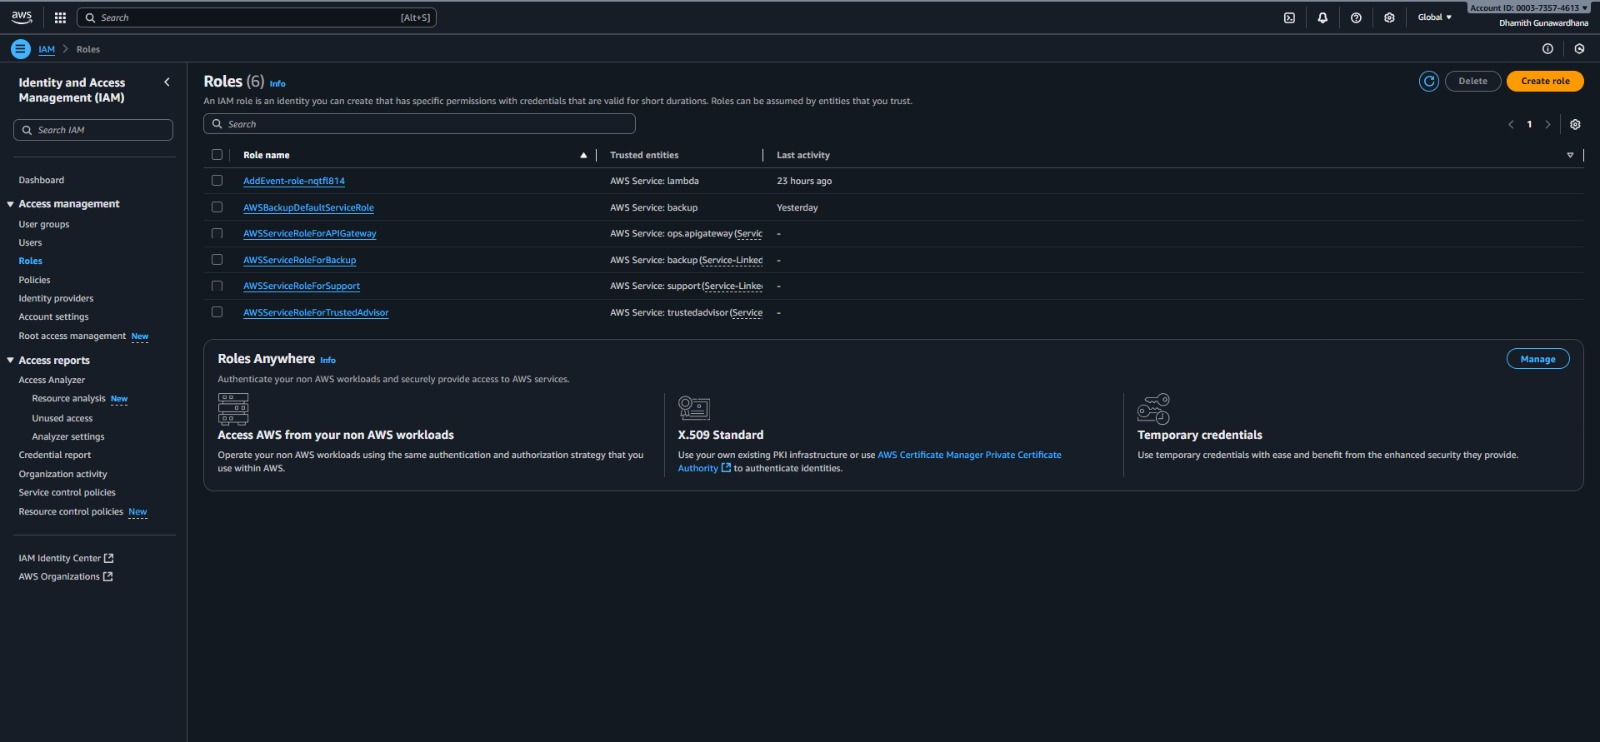 aws
Search [Alt+S]
Global
Account ID: 0003-7357-4613
Dhamith Gunawardhana
IAM > Roles
Identity and Access
Management (IAM)
Search IAM
Dashboard
Access management
User groups
Users
Roles
Policies
Identity providers
Account settings
Root access management New
Access reports
Access Analyzer
Resource analysis New
Unused access
Analyzer settings
Credential report
Organization activity
Service control policies
Resource control policies New
IAM Identity Center
AWS Organizations
Roles (6) Info
Delete
Create role
An IAM role is an identity you can create that has specific permissions with credentials that are valid for short durations. Roles can be assumed by entities that you trust.
Search
1
Role name Trusted entities Last activity
AddEvent-role-nqtfl814 AWS Service: lambda 23 hours ago
AWSBackupDefaultServiceRole AWS Service: backup Yesterday
AWSServiceRoleForAPIGateway AWS Service: ops.apigateway (Servic -
AWSServiceRoleForBackup AWS Service: backup (Service-Linked -
AWSServiceRoleForSupport AWS Service: support (Service-Linke -
AWSServiceRoleForTrustedAdvisor AWS Service: trustedadvisor (Service -
Roles Anywhere Info
Manage
Authenticate your non AWS workloads and securely provide access to AWS services.
Access AWS from your non AWS workloads
Operate your non AWS workloads using the same authentication and authorization strategy that you
use within AWS.
X.509 Standard
Use your own existing PKI infrastructure or use AWS Certificate Manager Private Certificate
Authority to authenticate identities.
Temporary credentials
Use temporary credentials with ease and benefit from the enhanced security they provide.